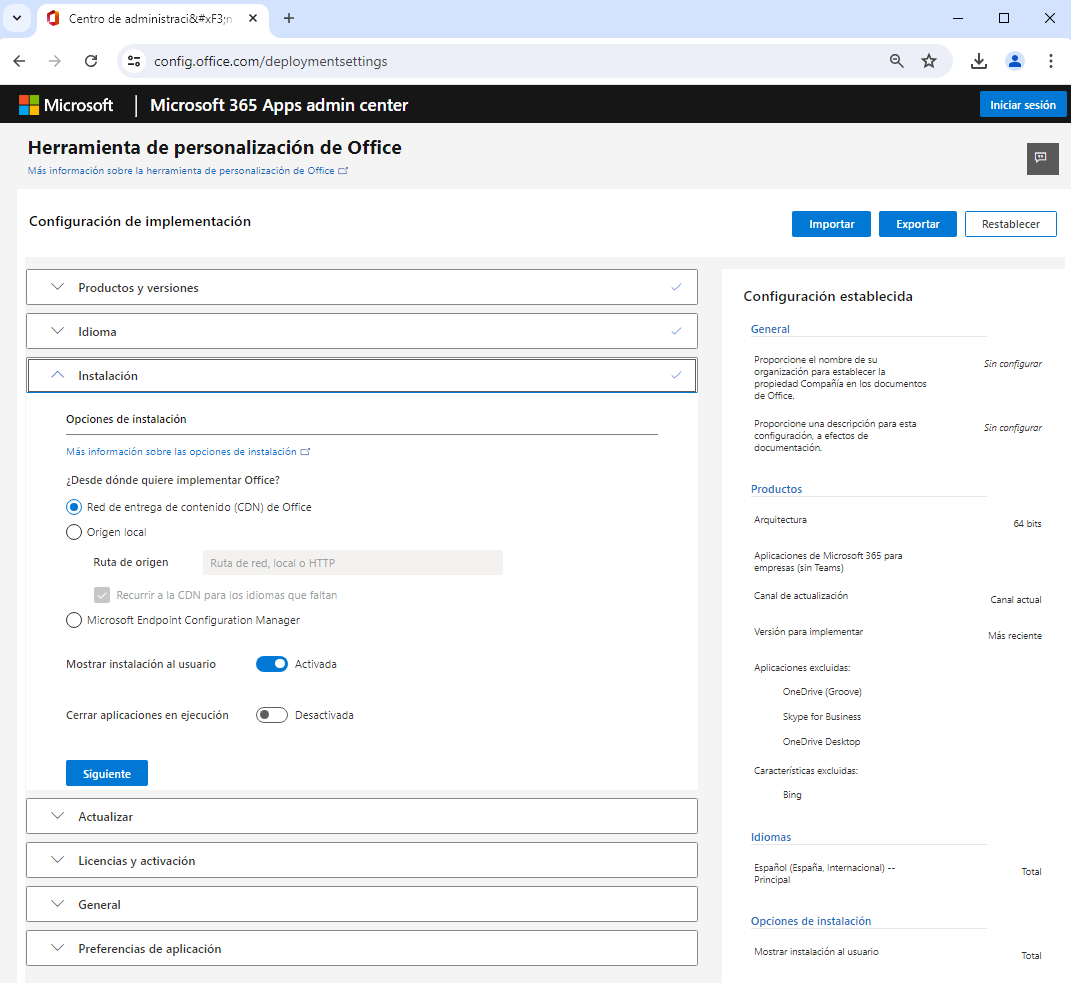 Centro de administraci&#xF3;n
config.office.com/deploymentsettings
Microsoft
Microsoft 365 Apps admin center
Iniciar sesión
Herramienta de personalización de Office
Más información sobre la herramienta de personalización de Office
Configuración de implementación
Importar
Exportar
Restablecer
Productos y versiones
Idioma
Instalación
Opciones de instalación
Más información sobre las opciones de instalación
¿Desde dónde quiere implementar Office?
Red de entrega de contenido (CDN) de Office
Origen local
Ruta de origen
Ruta de red, local o HTTP
Recurrir a la CDN para los idiomas que faltan
Microsoft Endpoint Configuration Manager
Mostrar instalación al usuario
Activada
Cerrar aplicaciones en ejecución
Desactivada
Siguiente
Actualizar
Licencias y activación
General
Preferencias de aplicación
Configuración establecida
General
Proporcione el nombre de su
organización para establecer la
propiedad Compañía en los documentos
de Office.
Sin configurar
Proporcione una descripción para esta
configuración, a efectos de
documentación.
Sin configurar
Productos
Arquitectura
64 bits
Aplicaciones de Microsoft 365 para
empresas (sin Teams)
Canal de actualización
Canal actual
Versión para implementar
Más reciente
Aplicaciones excluidas:
OneDrive (Groove)
Skype for Business
OneDrive Desktop
Características excluidas:
Bing
Idiomas
Español (España, Internacional) --
Principal
Total
Opciones de instalación
Mostrar instalación al usuario
Total